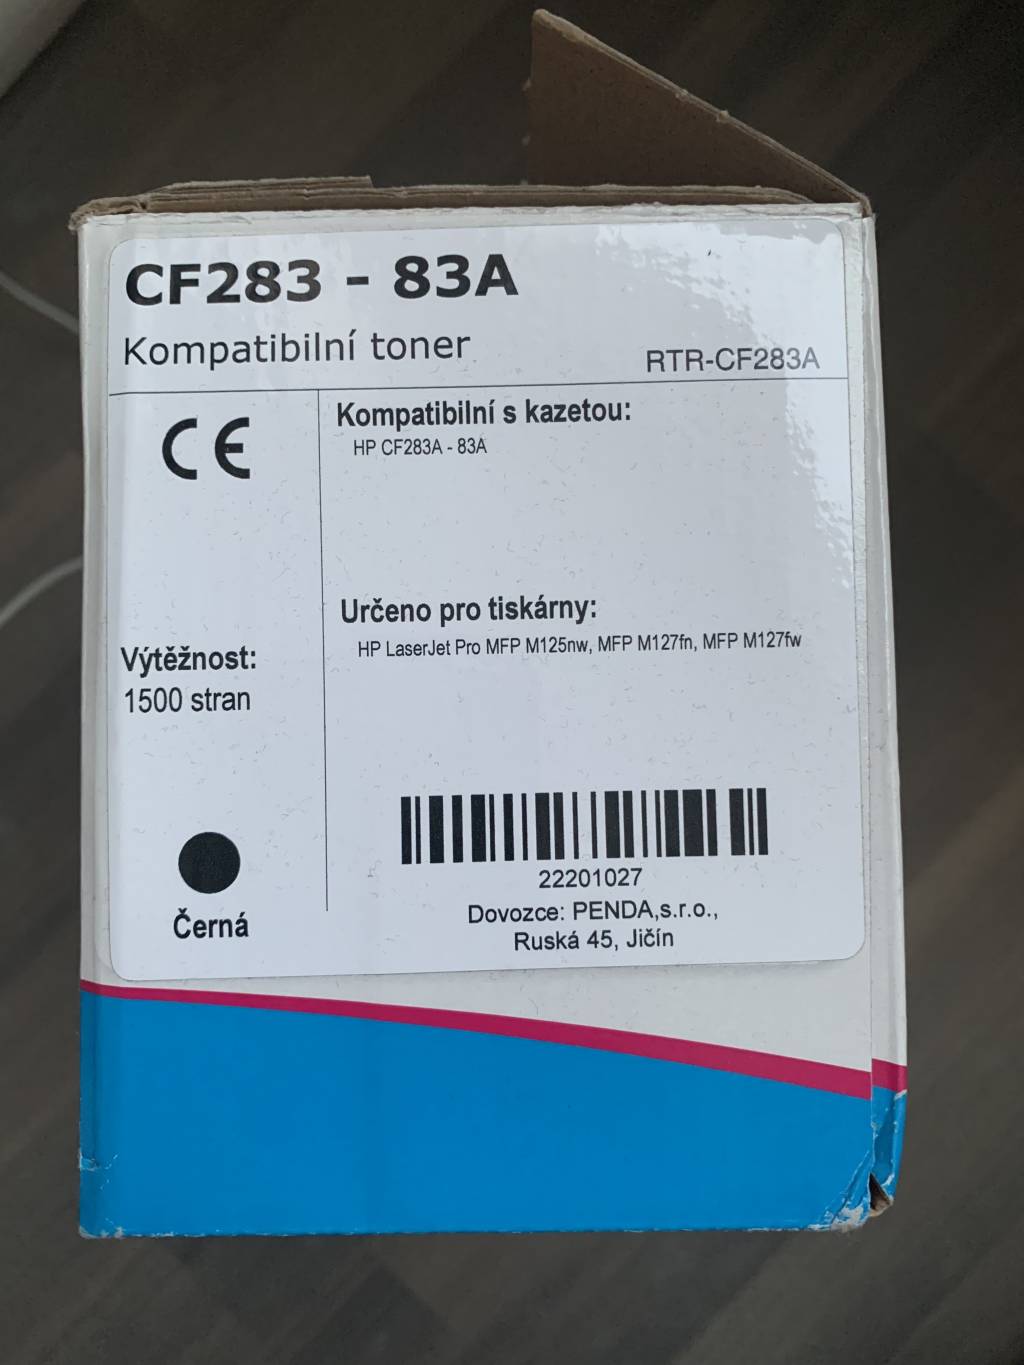 CF283 - 83A
Kompatibilní toner
RTR-CF283A
CE
Kompatibilní s kazetou:
HP CF283A - 83A
Určeno pro tiskárny:
HP LaserJet Pro MFP M125nw, MFP M127fn, MFP M127fw
Výtěžnost:
1500 stran
Černá
22201027
Dovozce: PENDA,s.r.o.,
Ruská 45, Jičín